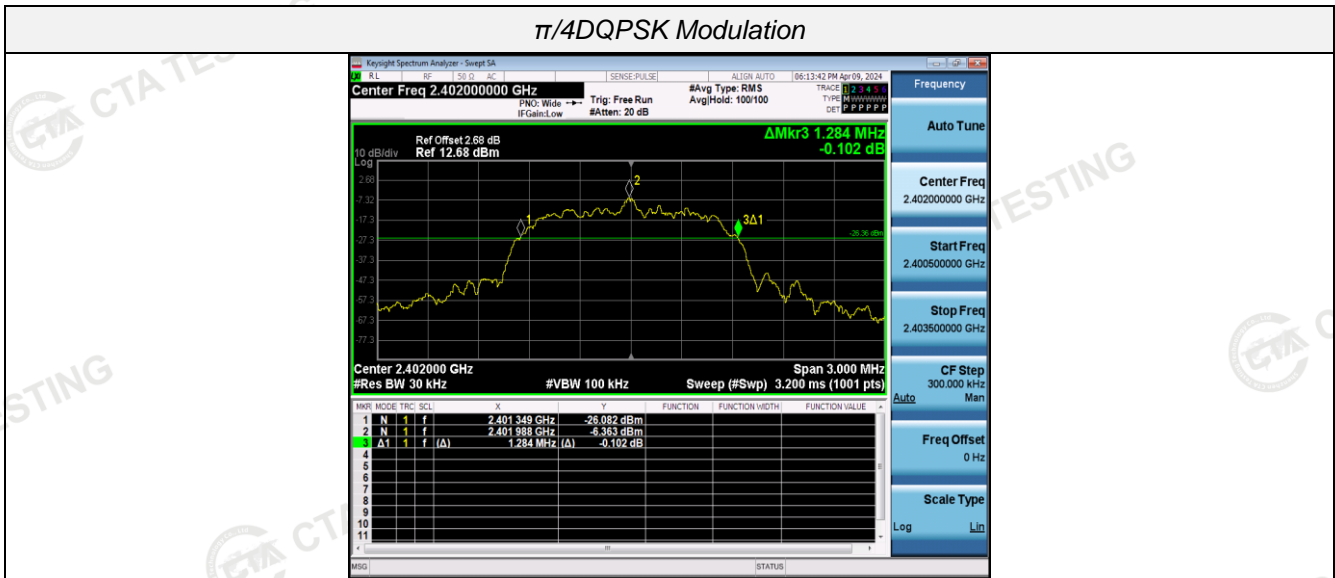 π/4DQPSK Modulation
Keysight Spectrum Analyzer - Swept SA
RL RF 50 Ω AC SENSE:PULSE ALIGN AUTO 06:13:42 PM Apr 09, 2024
Center Freq 2.402000000 GHz
PNO: Wide
IFGain:Low
Trig: Free Run
#Atten: 20 dB
#Avg Type: RMS
Avg|Hold: 100/100
TRACE 1 2 3 4 5 6
TYPE M W W W W W
DET P P P P P P
ΔMkr3 1.284 MHz
-0.102 dB
Ref Offset 2.68 dB
10 dB/div Ref 12.68 dBm
Log
2.68
-7.32
-17.3
-27.3
-37.3
-47.3
-57.3
-67.3
-77.3
1
2
3Δ1
-26.36 dBm
Center 2.402000 GHz Span 3.000 MHz
#Res BW 30 kHz #VBW 100 kHz Sweep (#Swp) 3.200 ms (1001 pts)
MKR MODE TRC SCL X Y FUNCTION FUNCTION WIDTH FUNCTION VALUE
1 N 1 f 2.401 349 GHz -26.082 dBm
2 N 1 f 2.401 988 GHz -6.363 dBm
3 Δ1 1 f (Δ) 1.284 MHz (Δ) -0.102 dB
4
5
6
7
8
9
10
11
MSG STATUS
Frequency
Auto Tune
Center Freq
2.402000000 GHz
Start Freq
2.400500000 GHz
Stop Freq
2.403500000 GHz
CF Step
300.000 kHz
Auto Man
Freq Offset
0 Hz
Scale Type
Log Lin
CTA TES
CTA
TESTING
STING
CTA
CTA
C
CT